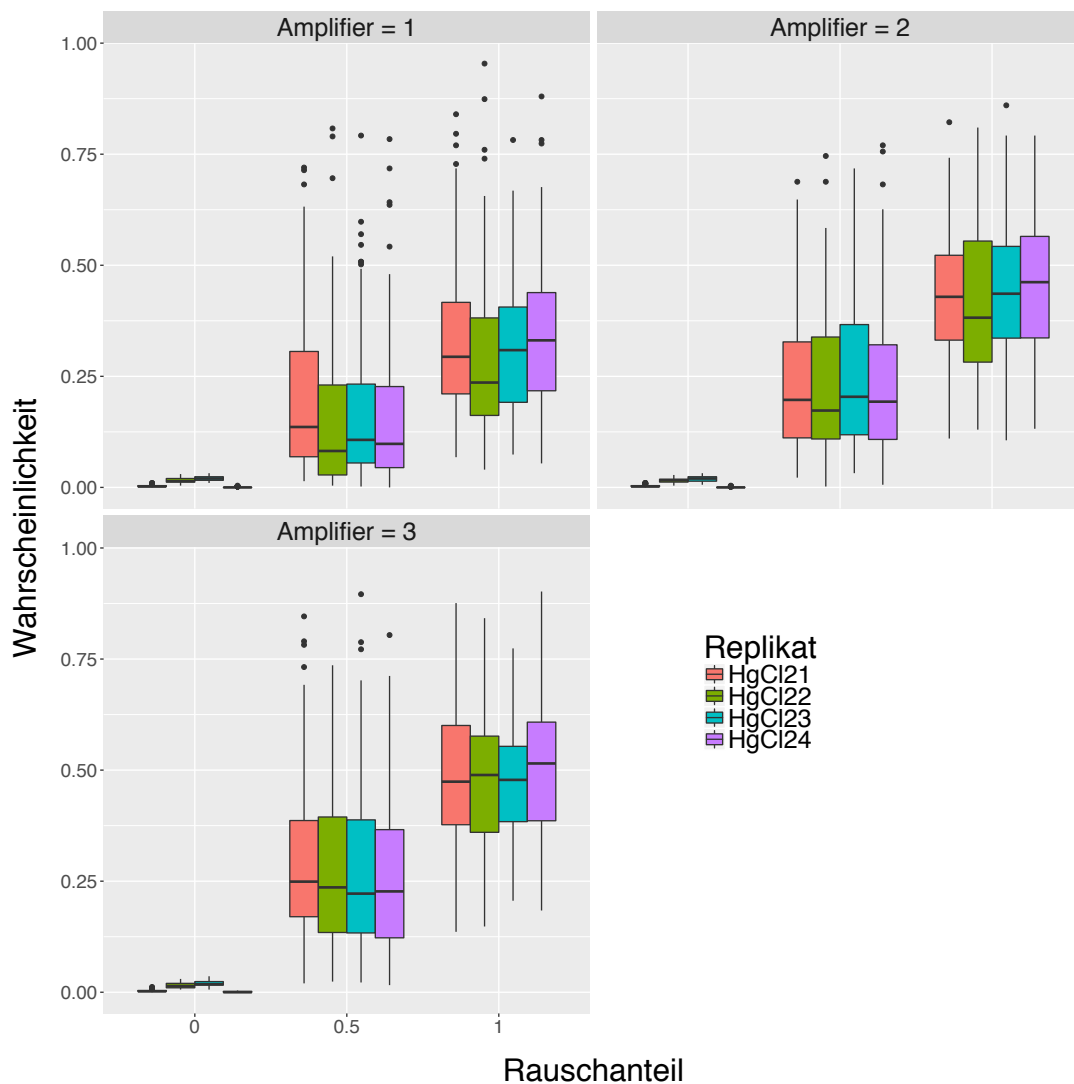 Amplifier = 1
Amplifier = 2
1.00
0.75
0.50
0.25
0.00
Amplifier = 3
1.00
0.75
0.50
0.25
0.00
0
0.5
1
Wahrscheinlichkeit
Rauschanteil
Replikat
HgCl21
HgCl22
HgCl23
HgCl24